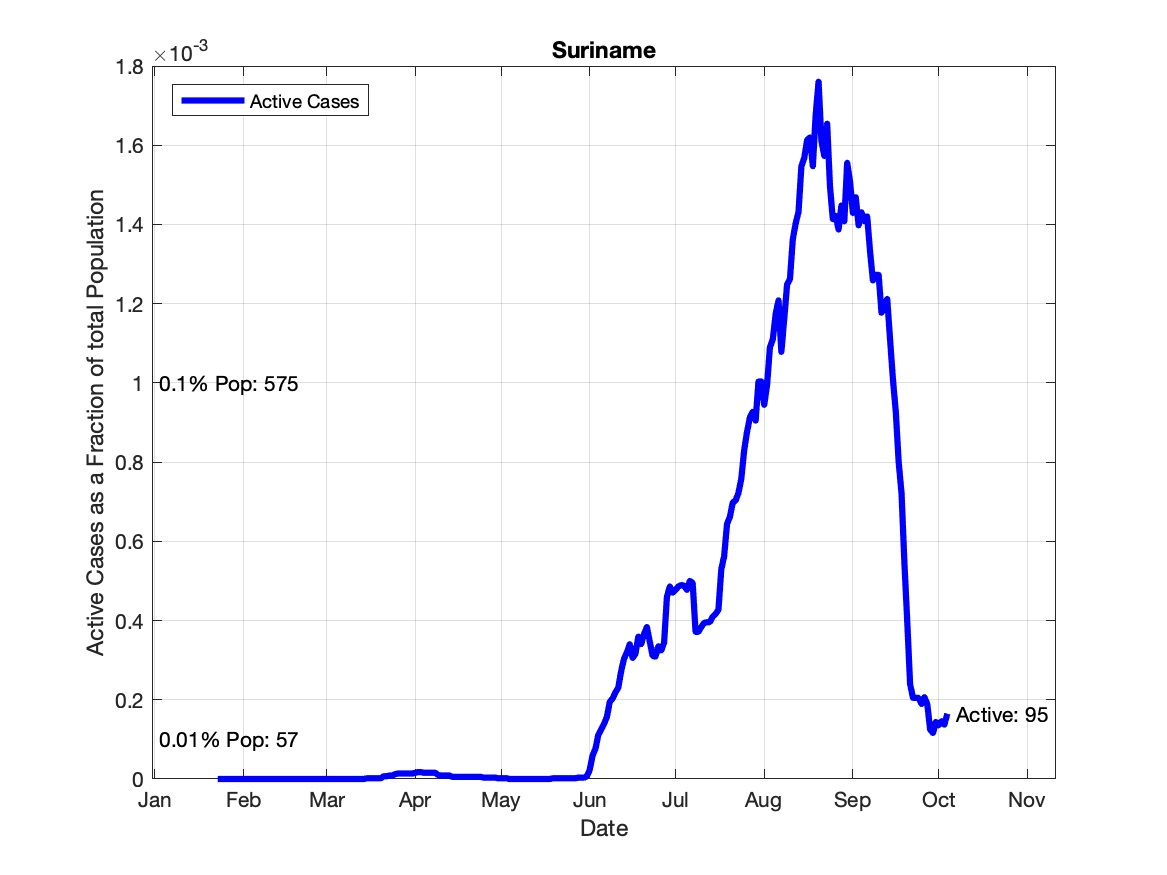 Suriname
×10-3
Active Cases
1.8
1.6
1.4
1.2
1
0.8
0.6
0.4
0.2
0
Active Cases as a Fraction of total Population
0.1% Pop: 575
0.01% Pop: 57
Active: 95
Jan Feb Mar Apr May Jun Jul Aug Sep Oct Nov
Date